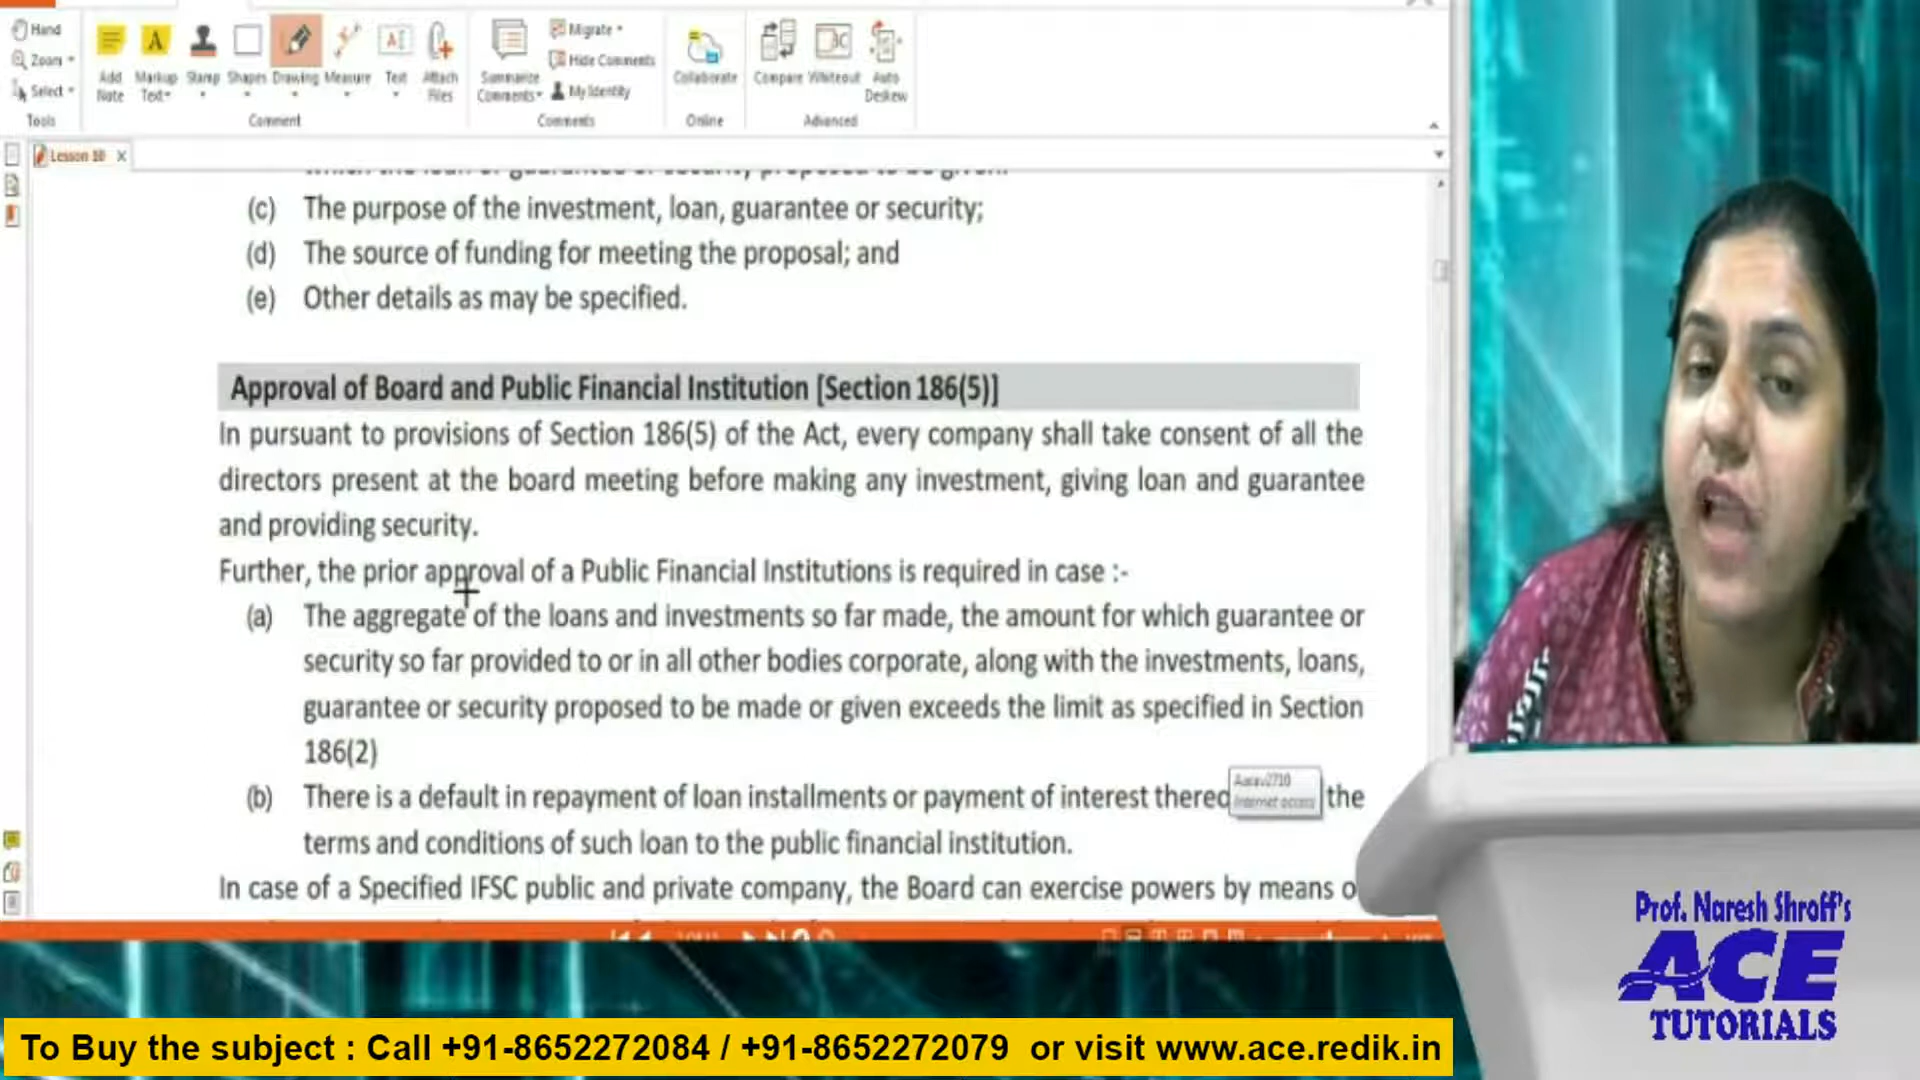 Hand
Zoom
Select
Tools
Add Note
Markup Text
Stamp
Shapes
Drawing
Measure
Text
Attach Files
Comment
Summarize Comments
Migrate
Hide Comments
My Identity
Comments
Collaborate
Online
Compare
Whiteout
Auto Deskew
Advanced
Lesson 10
(c) The purpose of the investment, loan, guarantee or security;
(d) The source of funding for meeting the proposal; and
(e) Other details as may be specified.
Approval of Board and Public Financial Institution [Section 186(5)]
In pursuant to provisions of Section 186(5) of the Act, every company shall take consent of all the
directors present at the board meeting before making any investment, giving loan and guarantee
and providing security.
Further, the prior approval of a Public Financial Institutions is required in case :-
(a) The aggregate of the loans and investments so far made, the amount for which guarantee or
security so far provided to or in all other bodies corporate, along with the investments, loans,
guarantee or security proposed to be made or given exceeds the limit as specified in Section
186(2)
(b) There is a default in repayment of loan installments or payment of interest the
terms and conditions of such loan to the public financial institution.
In case of a Specified IFSC public and private company, the Board can exercise powers by means
Internet access
Prof. Naresh Shroff's
ACE
TUTORIALS
To Buy the subject : Call +91-8652272084 / +91-8652272079 or visit www.ace.redik.in